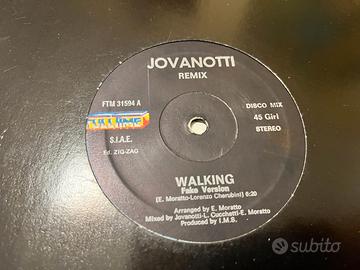 JOVANOTTI
REMIX
FTM 31594 A
DISCO MIX
45 Giri
STEREO
S.I.A.E.
Ed. ZIG-ZAG
WALKING
Fake Version
(E. Moratto-Lorenzo Cherubini) 6:20
Arranged by E. Moratto
Mixed by Jovanotti-L. Cucchetti-E. Moratto
Produced by I.M.S.
subito